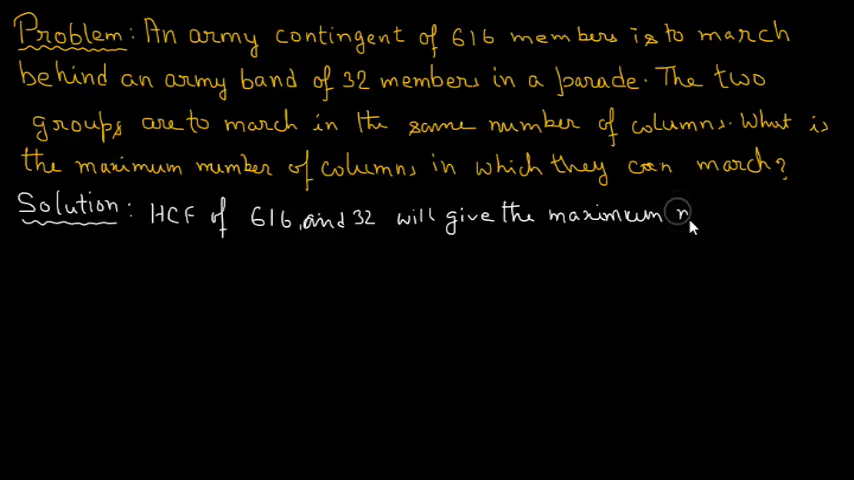 Problem: An army contingent of 616 members is to march
behind an army band of 32 members in a parade. The two
groups are to march in the same number of columns. What is
the maximum number of columns in which they can march?
Solution: HCF of 616, and 32 will give the maximum n